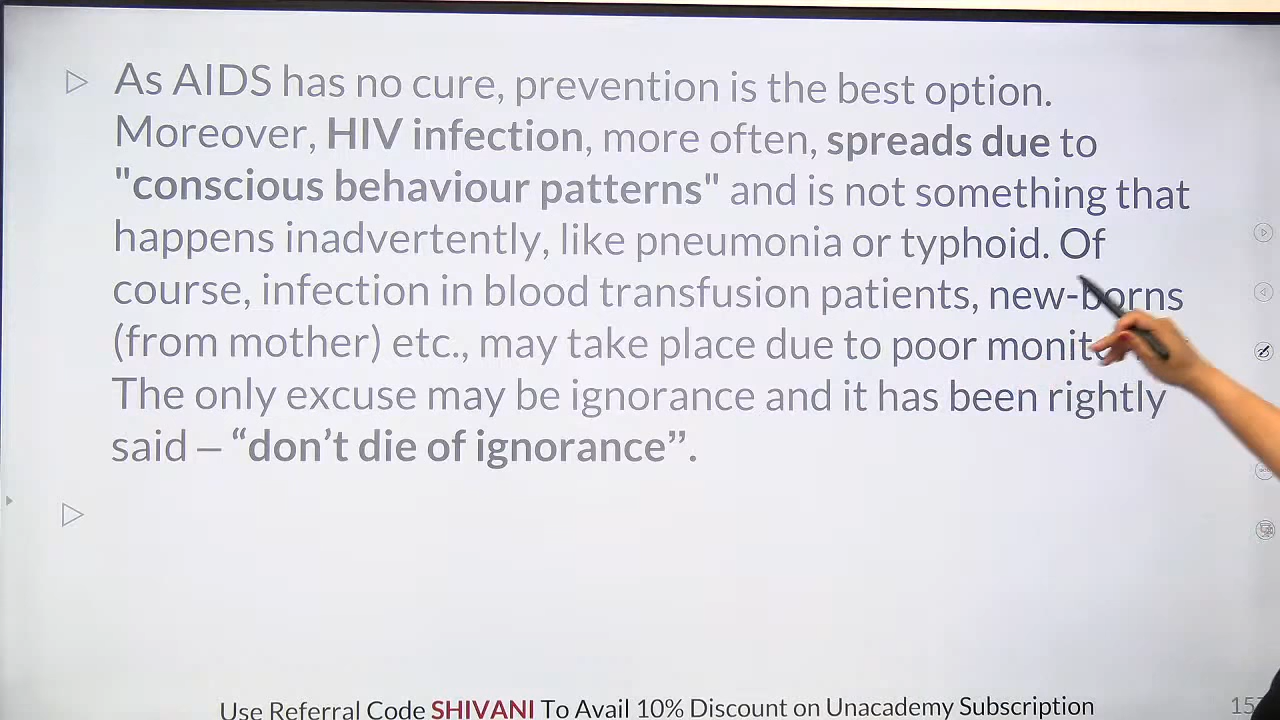 As AIDS has no cure, prevention is the best option.
Moreover, HIV infection, more often, spreads due to
"conscious behaviour patterns" and is not something that
happens inadvertently, like pneumonia or typhoid. Of
course, infection in blood transfusion patients, new-borns
(from mother) etc., may take place due to poor
The only excuse may be ignorance and it has been rightly
said – “don’t die of ignorance”.
Use Referral Code SHIVANI To Avail 10% Discount on Unacademy Subscription